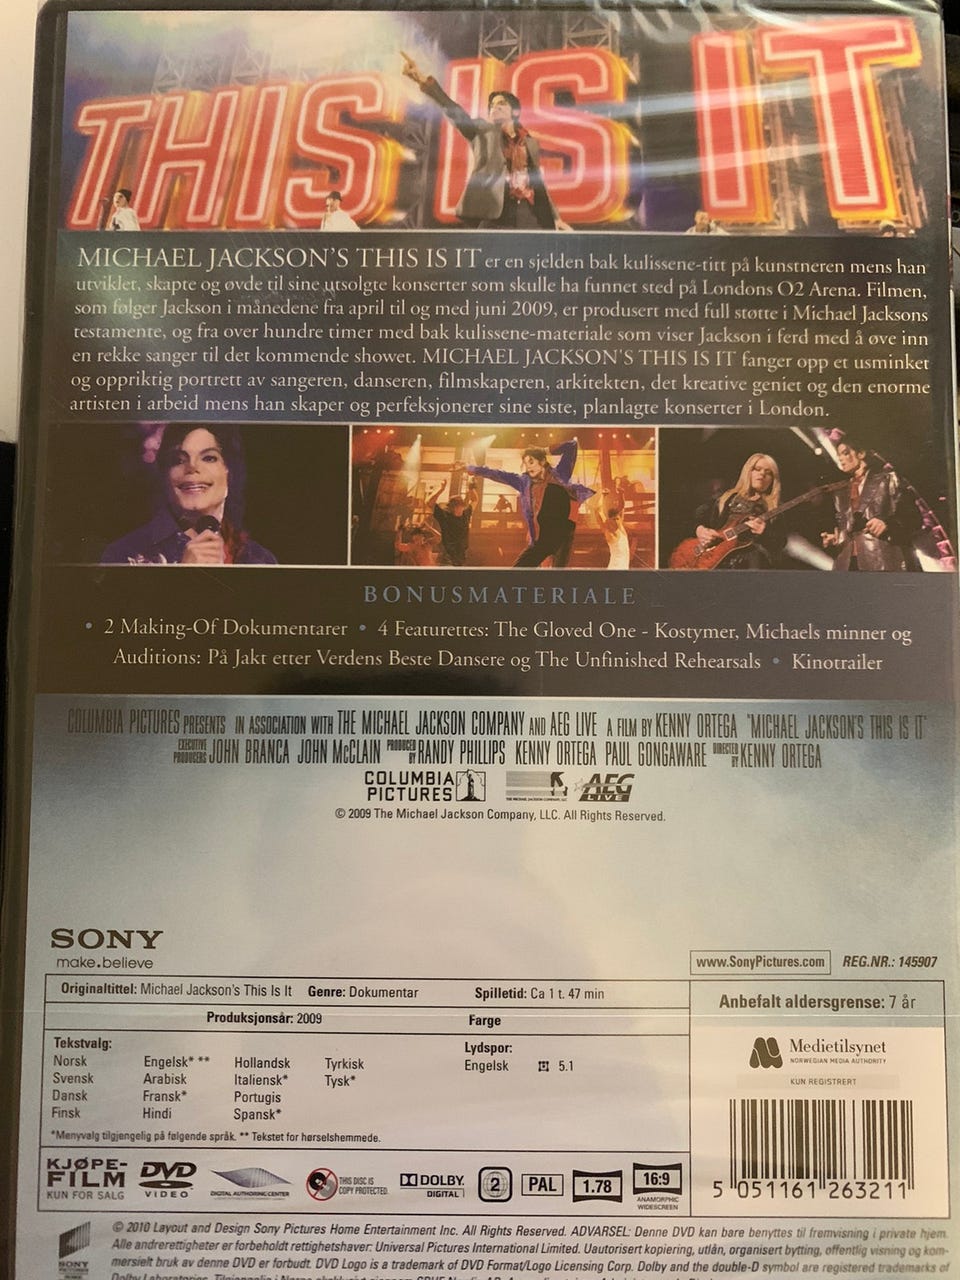 THIS IS IT
MICHAEL JACKSON'S THIS IS IT er en sjelden bak kulissene-titt på kunstneren mens han
utviklet, skapte og øvde til sine utsolgte konserter som skulle ha funnet sted på Londons O2 Arena. Filmen,
som følger Jackson i månedene fra april til og med juni 2009, er produsert med full støtte i Michael Jacksons
testamente, og fra over hundre timer med bak kulissene-materiale som viser Jackson i ferd med å øve inn
en rekke sanger til det kommende showet. MICHAEL JACKSON'S THIS IS IT fanger opp et usminket
og oppriktig portrett av sangeren, danseren, filmskaperen, arkitekten, det kreative geniet og den enorme
artisten i arbeid mens han skaper og perfeksjonerer sine siste, planlagte konserter i London.
BONUSMATERIALE
• 2 Making-Of Dokumentarer • 4 Featurettes: The Gloved One - Kostymer, Michaels minner og
Auditions: På Jakt etter Verdens Beste Dansere og The Unfinished Rehearsals • Kinotrailer
COLUMBIA PICTURES PRESENTS IN ASSOCIATION WITH THE MICHAEL JACKSON COMPANY AND AEG LIVE A FILM BY KENNY ORTEGA "MICHAEL JACKSON'S THIS IS IT"
EXECUTIVE PRODUCERS JOHN BRANCA JOHN McCLAIN PRODUCED BY RANDY PHILLIPS KENNY ORTEGA PAUL GONGAWARE DIRECTED BY KENNY ORTEGA
COLUMBIA PICTURES THE MICHAEL JACKSON COMPANY, LLC AEG LIVE
© 2009 The Michael Jackson Company, LLC. All Rights Reserved.
SONY
make.believe
www.SonyPictures.com REG.NR.: 145907
Originaltittel: Michael Jackson's This Is It Genre: Dokumentar Spilletid: Ca 1 t. 47 min
Produksjonsår: 2009 Farge
Anbefalt aldersgrense: 7 år
Tekstvalg: Lydspor:
Norsk Engelsk* ** Hollandsk Tyrkisk Engelsk 5.1
Svensk Arabisk Italiensk* Tysk*
Dansk Fransk* Portugis
Finsk Hindi Spansk*
*Menyvalg tilgjengelig på følgende språk. ** Tekstet for hørselshemmede.
Medietilsynet
NORWEGIAN MEDIA AUTHORITY
KUN REGISTRERT
5 051161 263211
KJØPE-
FILM
KUN FOR SALG
DVD
VIDEO
DIGITAL AUTHORING CENTER
THIS DISC IS
COPY PROTECTED.
DOLBY
DIGITAL
2
PAL
1.78
16:9
ANAMORPHIC
WIDESCREEN
SONY
PICTURES
© 2010 Layout and Design Sony Pictures Home Entertainment Inc. All Rights Reserved. ADVARSEL: Denne DVD kan bare benyttes til fremvisning i private hjem.
Alle andrerettigheter er forbeholdt rettighetshaver: Universal Pictures International Limited. Uautorisert kopiering, utlån, organisert bytting, offentlig visning og kom-
mersielt bruk av denne DVD er forbudt. DVD Logo is a trademark of DVD Format/Logo Licensing Corp. Dolby and the double-D symbol are registered trademarks of